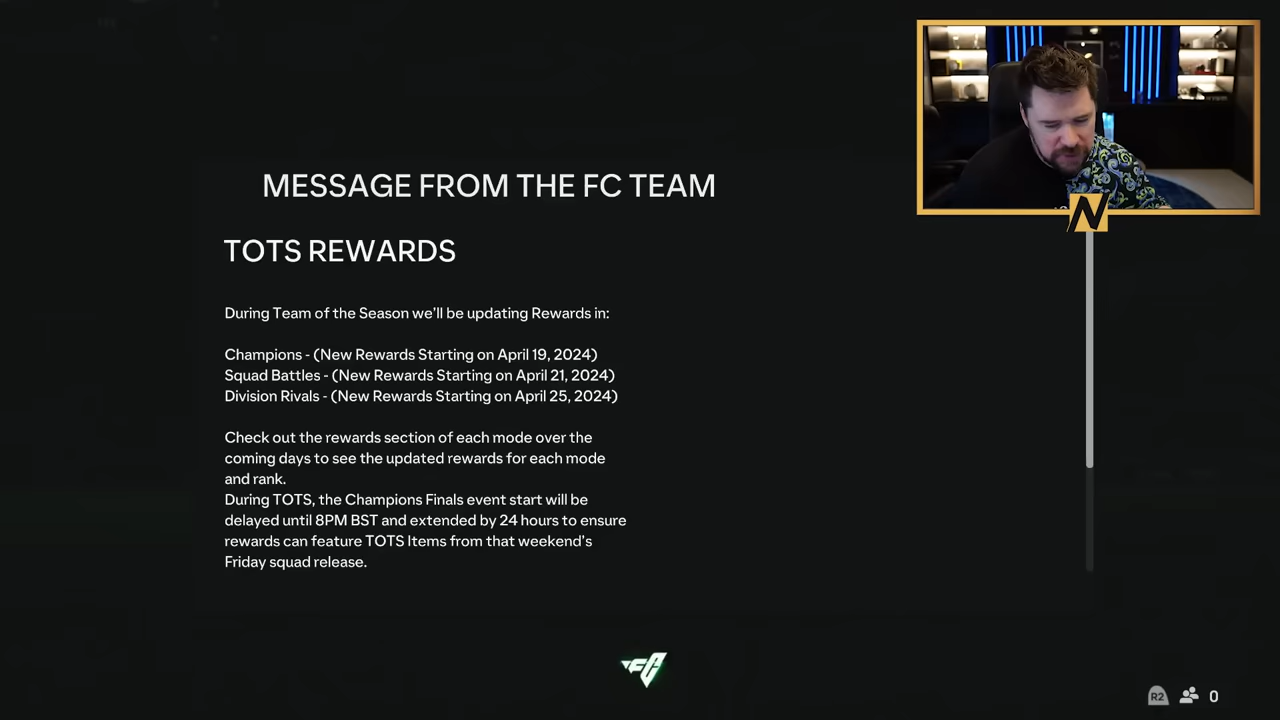 MESSAGE FROM THE FC TEAM
TOTS REWARDS
During Team of the Season we'll be updating Rewards in:
Champions - (New Rewards Starting on April 19, 2024)
Squad Battles - (New Rewards Starting on April 21, 2024)
Division Rivals - (New Rewards Starting on April 25, 2024)
Check out the rewards section of each mode over the
coming days to see the updated rewards for each mode
and rank.
During TOTS, the Champions Finals event start will be
delayed until 8PM BST and extended by 24 hours to ensure
rewards can feature TOTS Items from that weekend's
Friday squad release.
N
FC
R2 0